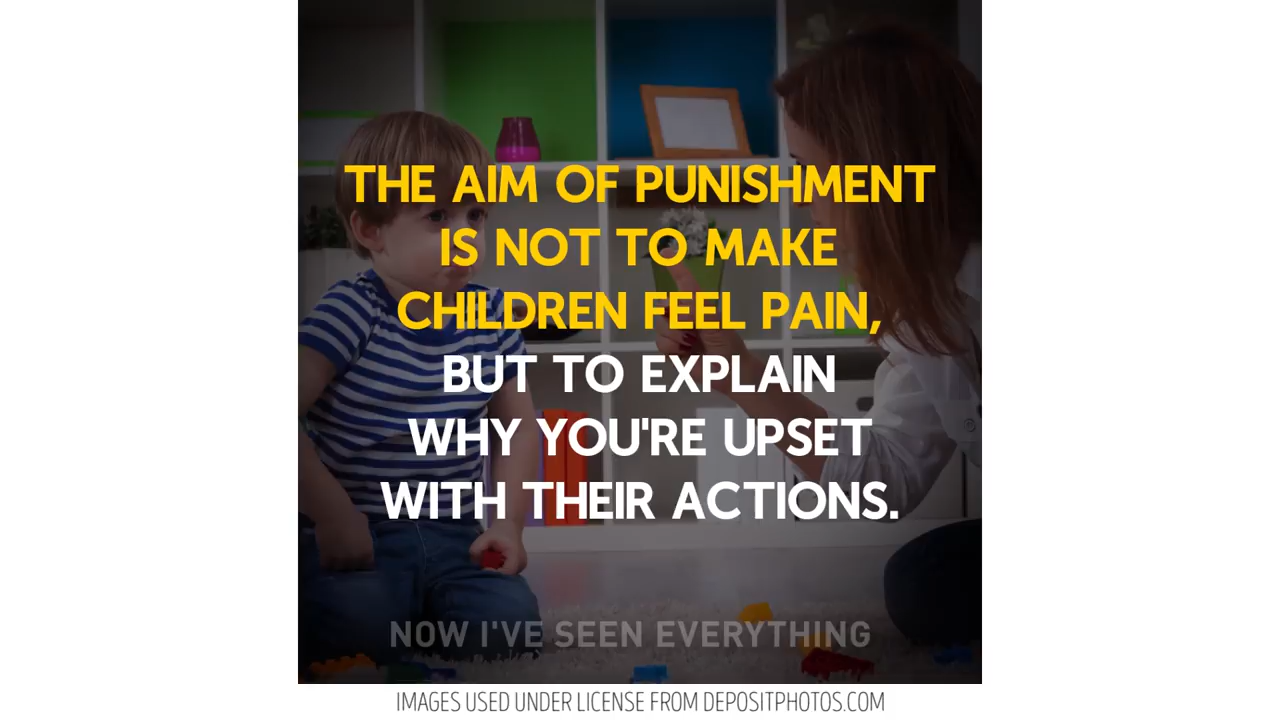 THE AIM OF PUNISHMENT
IS NOT TO MAKE
CHILDREN FEEL PAIN,
BUT TO EXPLAIN
WHY YOU'RE UPSET
WITH THEIR ACTIONS.
NOW I'VE SEEN EVERYTHING
IMAGES USED UNDER LICENSE FROM DEPOSITPHOTOS.COM